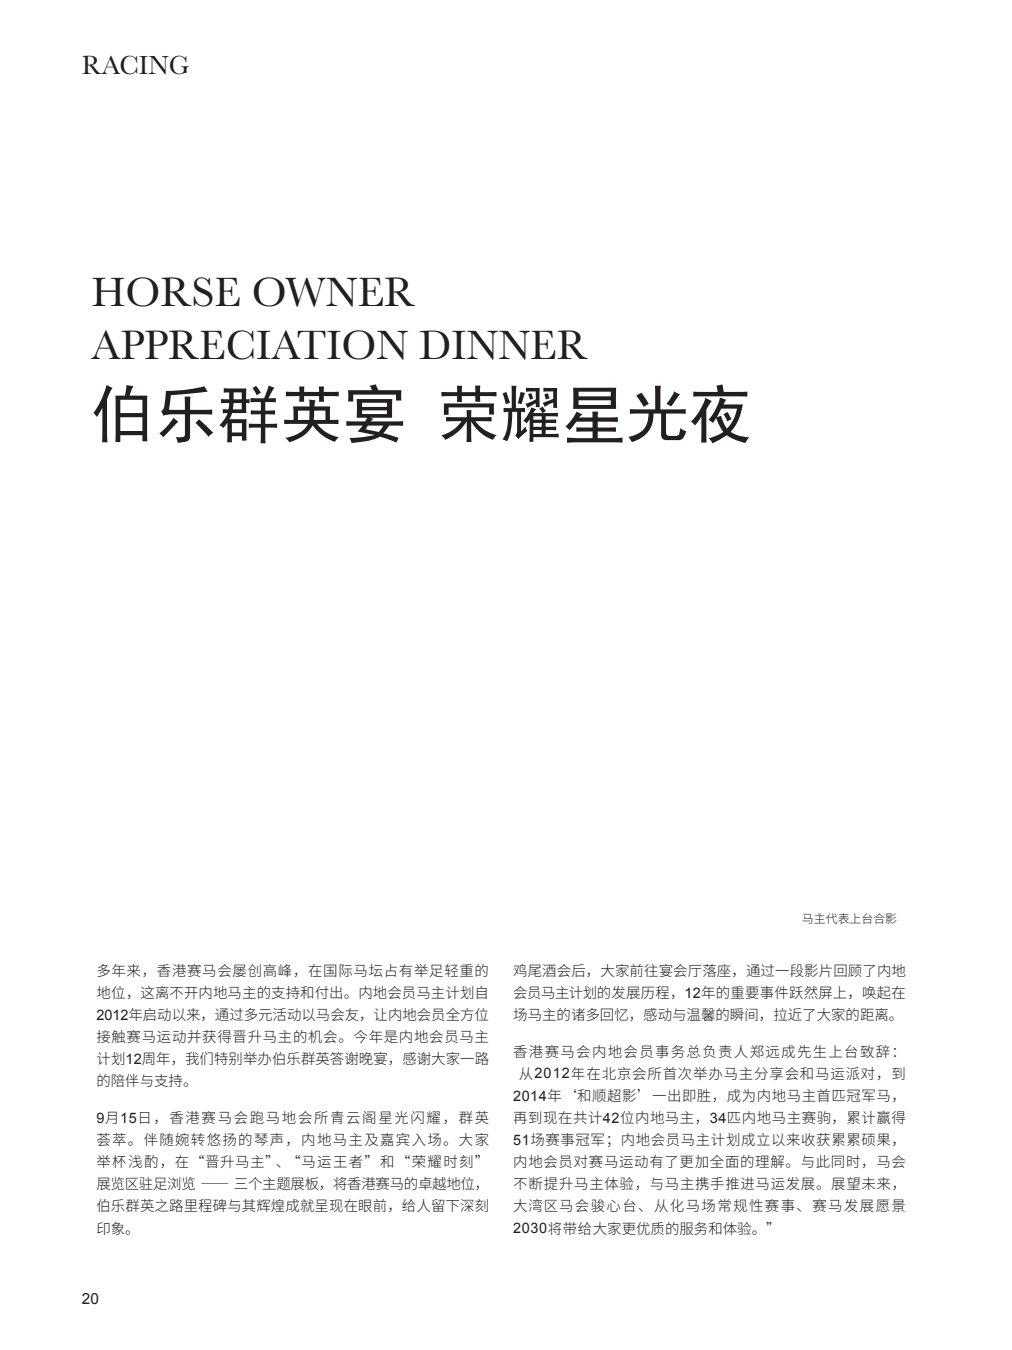 RACING
HORSE OWNER
APPRECIATION DINNER
伯乐群英宴 荣耀星光夜
马主代表上台合影
多年来，香港赛马会屡创高峰，在国际马坛占有举足轻重的
地位，这离不开内地马主的支持和付出。内地会员马主计划自
2012年启动以来，通过多元活动以马会友，让内地会员全方位
接触赛马运动并获得晋升马主的机会。今年是内地会员马主
计划12周年，我们特别举办伯乐群英答谢晚宴，感谢大家一路
的陪伴与支持。
9月15日，香港赛马会跑马地会所青云阁星光闪耀，群英
荟萃。伴随婉转悠扬的琴声，内地马主及嘉宾入场。大家
举杯浅酌，在“晋升马主”、“马运王者”和“荣耀时刻”
展览区驻足浏览 —— 三个主题展板，将香港赛马的卓越地位，
伯乐群英之路里程碑与其辉煌成就呈现在眼前，给人留下深刻
印象。
鸡尾酒会后，大家前往宴会厅落座，通过一段影片回顾了内地
会员马主计划的发展历程，12年的重要事件跃然屏上，唤起在
场马主的诸多回忆，感动与温馨的瞬间，拉近了大家的距离。
香港赛马会内地会员事务总负责人郑远成先生上台致辞：
从2012年在北京会所首次举办马主分享会和马运派对，到
2014年‘和顺超影’一出即胜，成为内地马主首匹冠军马，
再到现在共计42位内地马主，34匹内地马主赛驹，累计赢得
51场赛事冠军；内地会员马主计划成立以来收获累累硕果，
内地会员对赛马运动有了更加全面的理解。与此同时，马会
不断提升马主体验，与马主携手推进马运发展。展望未来，
大湾区马会骏心台、从化马场常规性赛事、赛马发展愿景
2030将带给大家更优质的服务和体验。”
20